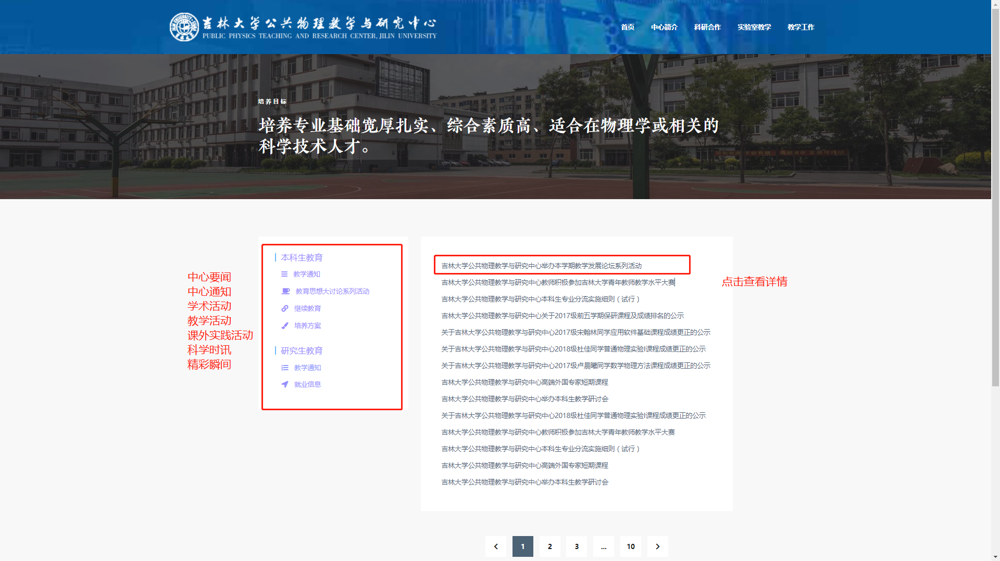 吉林大学公共物理教学与研究中心
PUBLIC PHYSICS TEACHING AND RESEARCH CENTER, JILIN UNIVERSITY
首页 中心简介 科研合作 实验室教学 教学工作
培养目标
培养专业基础宽厚扎实、综合素质高、适合在物理学或相关的
科学技术人才。
中心要闻
中心通知
学术活动
教学活动
课外实践活动
科学时讯
精彩瞬间
本科生教育
教学通知
教育思想大讨论系列活动
继续教育
培养方案
研究生教育
教学通知
就业信息
吉林大学公共物理教学与研究中心举办本学期教学发展论坛系列活动
吉林大学公共物理教学与研究中心教师积极参加吉林大学青年教师教学水平大赛
吉林大学公共物理教学与研究中心本科生专业分流实施细则（试行）
吉林大学公共物理教学与研究中心关于2017级前五学期保研课程及成绩排名的公示
关于吉林大学公共物理教学与研究中心2017级宋翰林同学应用软件基础课程成绩更正的公示
关于吉林大学公共物理教学与研究中心2018级杜佳同学普通物理实验I课程成绩更正的公示
关于吉林大学公共物理教学与研究中心2017级卢晨曦同学数学物理方法课程成绩更正的公示
吉林大学公共物理教学与研究中心高端外国专家短期课程
吉林大学公共物理教学与研究中心举办本科生教学研讨会
关于吉林大学公共物理教学与研究中心2018级杜佳同学普通物理实验I课程成绩更正的公示
吉林大学公共物理教学与研究中心教师积极参加吉林大学青年教师教学水平大赛
吉林大学公共物理教学与研究中心本科生专业分流实施细则（试行）
吉林大学公共物理教学与研究中心高端外国专家短期课程
吉林大学公共物理教学与研究中心举办本科生教学研讨会
点击查看详情
1 2 3 ... 10